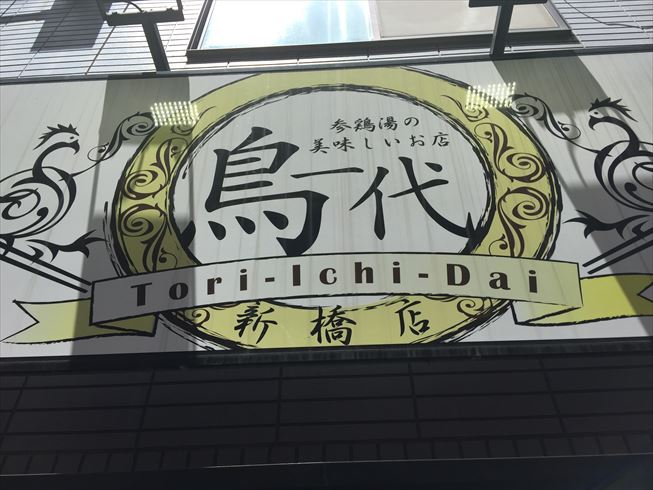 参鶏湯の
美味しいお店
鳥一代
Tori-Ichi-Dai
新橋店